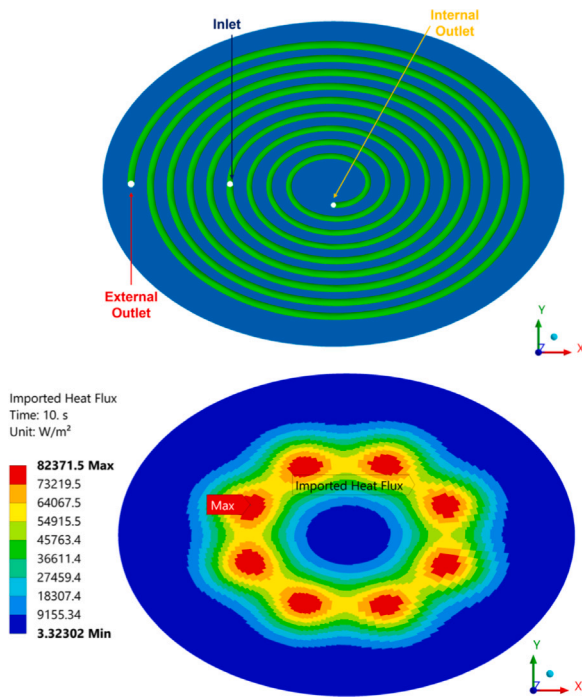 Inlet
Internal
Outlet
External
Outlet
Y
Z
X
Imported Heat Flux
Time: 10. s
Unit: W/m²
82371.5 Max
73219.5
64067.5
54915.5
45763.4
36611.4
27459.4
18307.4
9155.34
3.32302 Min
Imported Heat Flux
Max
Y
Z
X